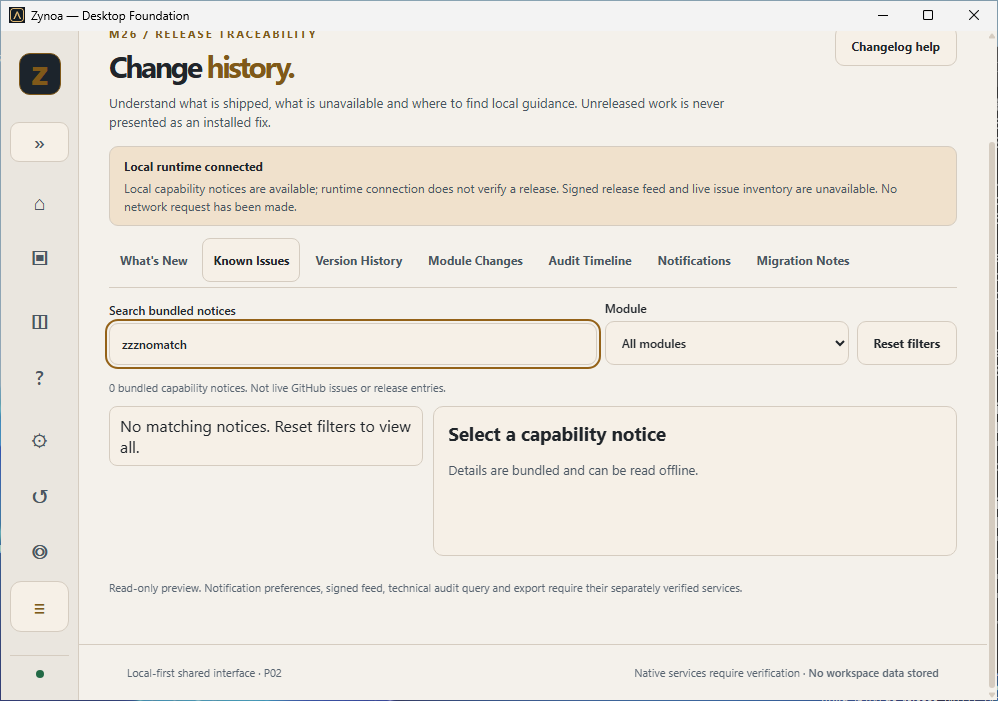 Zynoa — Desktop Foundation
M26 / RELEASE TRACEABILITY
Changelog help
Z
Change history.
Understand what is shipped, what is unavailable and where to find local guidance. Unreleased work is never
presented as an installed fix.
Local runtime connected
Local capability notices are available; runtime connection does not verify a release. Signed release feed and live issue inventory are unavailable. No
network request has been made.
What's New Known Issues Version History Module Changes Audit Timeline Notifications Migration Notes
Search bundled notices
Module
zzznomatch
All modules
Reset filters
0 bundled capability notices. Not live GitHub issues or release entries.
No matching notices. Reset filters to view
all.
Select a capability notice
Details are bundled and can be read offline.
Read-only preview. Notification preferences, signed feed, technical audit query and export require their separately verified services.
Local-first shared interface · P02
Native services require verification · No workspace data stored